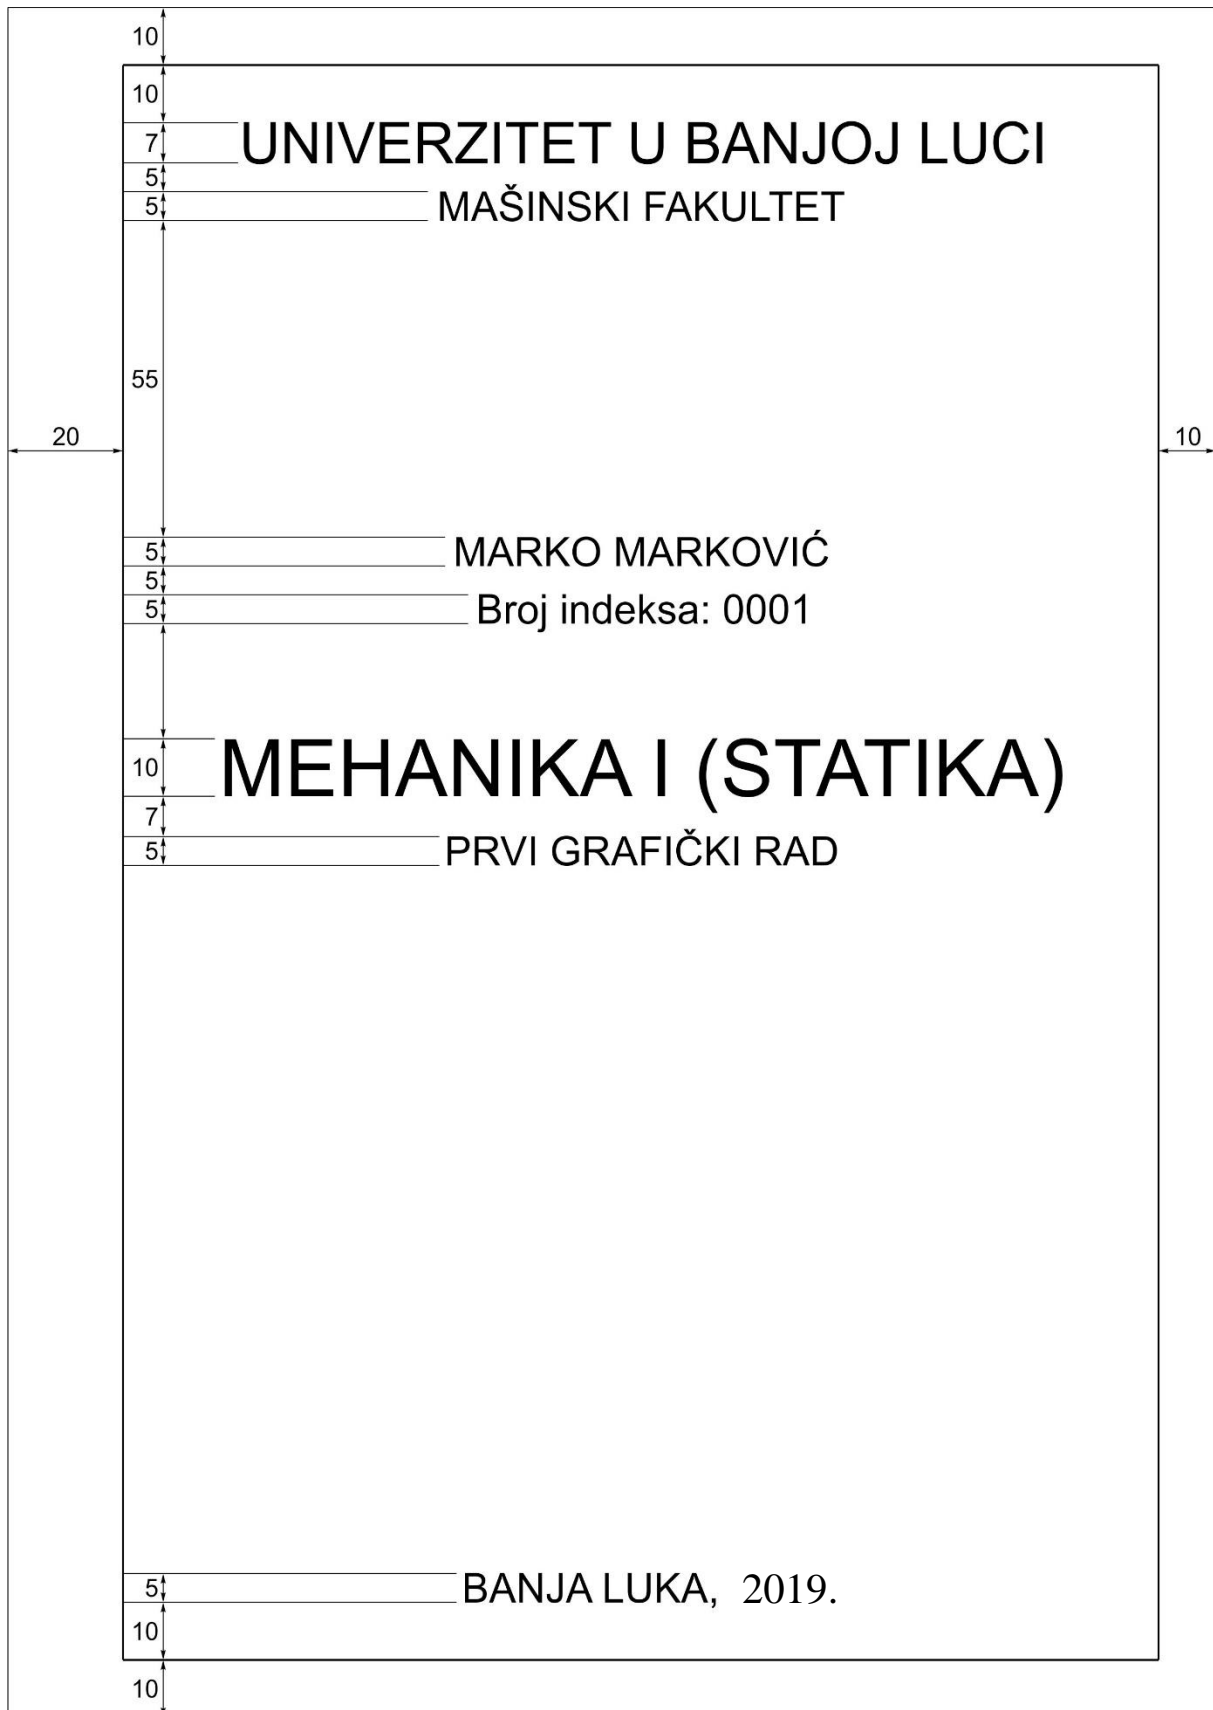 10
10
UNIVERZITET U BANJOJ LUCI
7
5
MAŠINSKI FAKULTET
5
55
20
10
MARKO MARKOVIĆ
5
5
Broj indeksa: 0001
5
MEHANIKA I (STATIKA)
10
7
PRVI GRAFIČKI RAD
5
BANJA LUKA, 2019.
5
10
10